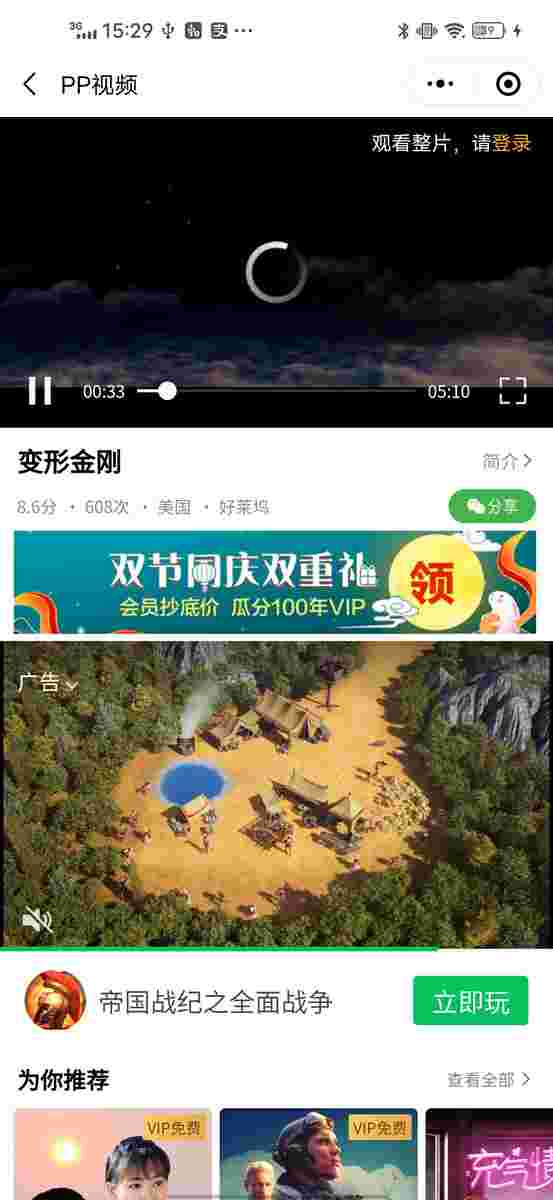 3G 15:29
PP视频
观看整片，请登录
00:33
05:10
变形金刚
简介
8.6分 · 608次 · 美国 · 好莱坞
分享
双节同庆双重礼
领
会员抄底价 瓜分100年VIP
广告
帝国战纪之全面战争
立即玩
为你推荐
查看全部
VIP免费
VIP免费